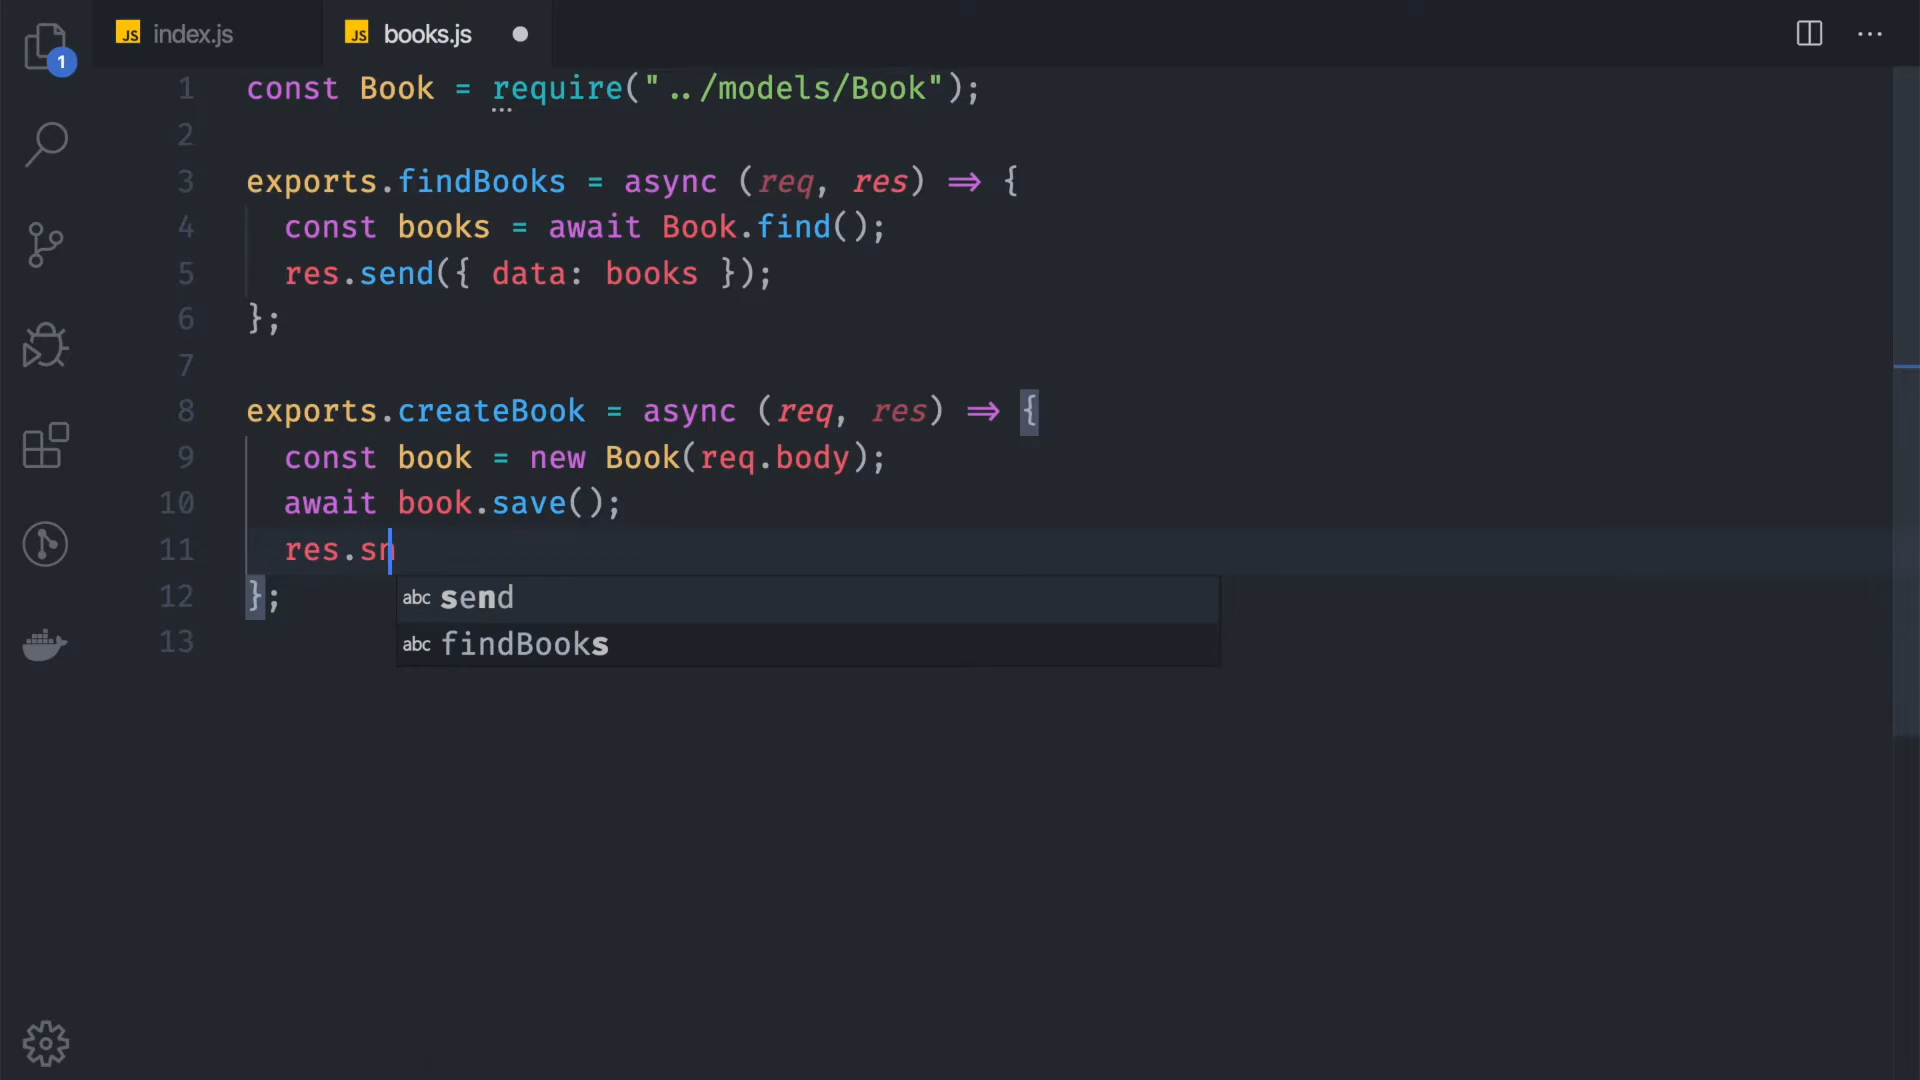 1
JS index.js
JS books.js
1 const Book = require("../models/Book");
2
3 exports.findBooks = async (req, res) => {
4 const books = await Book.find();
5 res.send({ data: books });
6 };
7
8 exports.createBook = async (req, res) => {
9 const book = new Book(req.body);
10 await book.save();
11 res.sn
12 };
abc send
13
abc findBooks